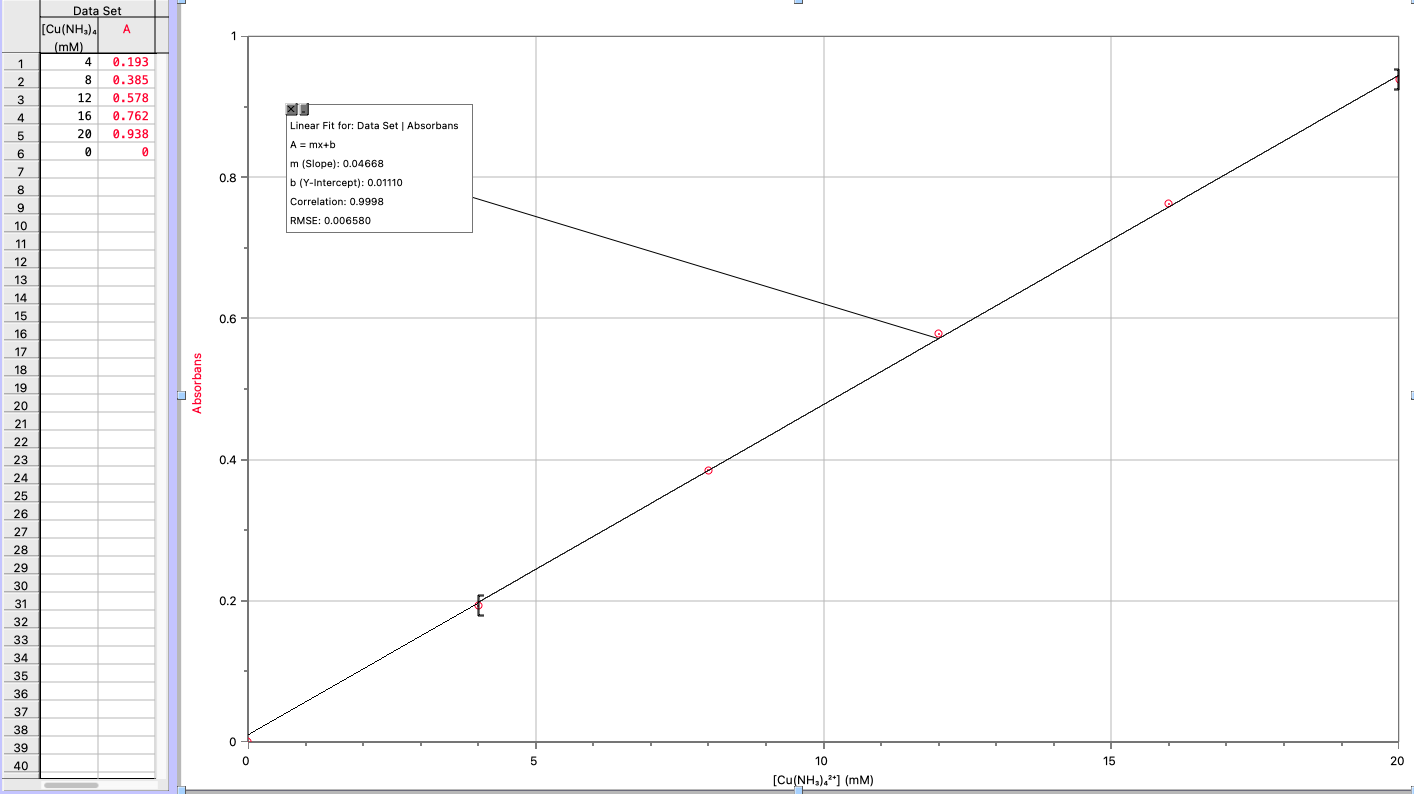 Data Set
[Cu(NH₃)₄ A
(mM)
1 4 0.193
2 8 0.385
3 12 0.578
4 16 0.762
5 20 0.938
6 0 0
7
8
9
10
11
12
13
14
15
16
17
18
19
20
21
22
23
24
25
26
27
28
29
30
31
32
33
34
35
36
37
38
39
40
1
0.8
0.6
0.4
0.2
0
Absorbans
Linear Fit for: Data Set | Absorbans
A = mx+b
m (Slope): 0.04668
b (Y-Intercept): 0.01110
Correlation: 0.9998
RMSE: 0.006580
0 5 10 15 20
[Cu(NH₃)₄²⁺] (mM)